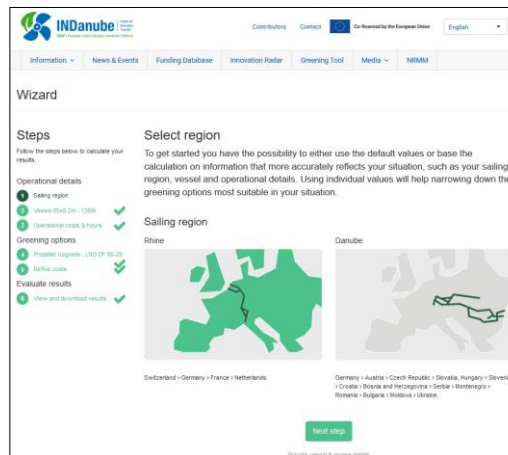 INDanube
Contributors
Contact
Co-financed by the European Union
English
Information
News & Events
Funding Database
Innovation Radar
Greening Tool
Media
NRMM
Wizard
Steps
Follow the steps below to calculate your
results.
Operational details
1 Sailing region
2
3 Operational costs & hours
Greening options
4 Propeller Upgrade
5 Refine costs
Evaluate results
6 View and download results
Select region
To get started you have the possibility to either use the default values or base the
calculation on information that more accurately reflects your situation, such as your sailing
region, vessel and operational details. Using individual values will help narrowing down the
greening options most suitable in your situation.
Sailing region
Rhine
Danube
Switzerland › Germany › France › Netherlands.
Germany › Austria › Czech Republic › Slovakia, Hungary › Slovenia
› Croatia › Bosnia and Herzegovina › Serbia › Montenegro ›
Romania › Bulgaria › Moldova › Ukraine.
Next step